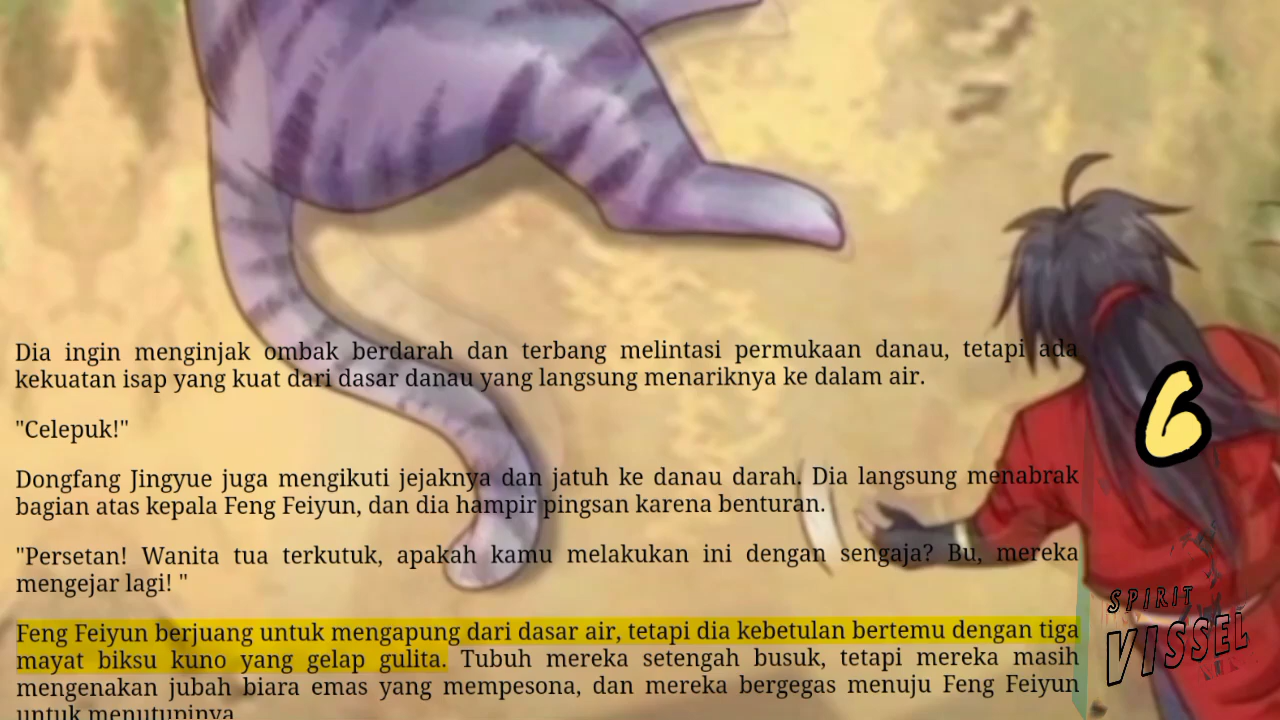 Dia ingin menginjak ombak berdarah dan terbang melintasi permukaan danau, tetapi ada
kekuatan isap yang kuat dari dasar danau yang langsung menariknya ke dalam air.
"Celepuk!"
Dongfang Jingyue juga mengikuti jejaknya dan jatuh ke danau darah. Dia langsung menabrak
bagian atas kepala Feng Feiyun, dan dia hampir pingsan karena benturan.
"Persetan! Wanita tua terkutuk, apakah kamu melakukan ini dengan sengaja? Bu, mereka
mengejar lagi! "
Feng Feiyun berjuang untuk mengapung dari dasar air, tetapi dia kebetulan bertemu dengan tiga
mayat biksu kuno yang gelap gulita. Tubuh mereka setengah busuk, tetapi mereka masih
mengenakan jubah biara emas yang mempesona, dan mereka bergegas menuju Feng Feiyun
untuk menutupinya
6
SPIRIT
VISSEL